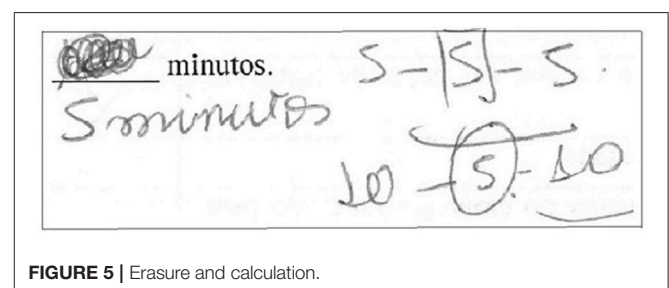 minutos. 5 - 5 - 5.
5 minutos
10 - 5 - 10
FIGURE 5 | Erasure and calculation.